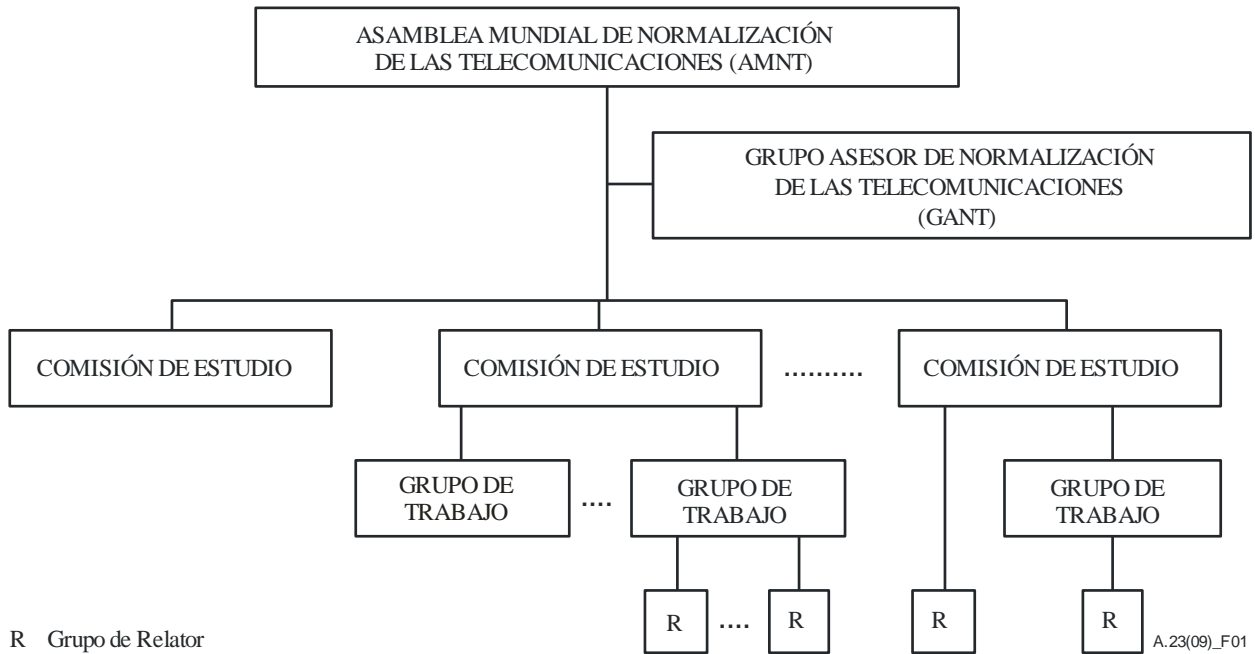 ASAMBLEA MUNDIAL DE NORMALIZACIÓN
DE LAS TELECOMUNICACIONES (AMNT)
GRUPO ASESOR DE NORMALIZACIÓN
DE LAS TELECOMUNICACIONES
(GANT)
COMISIÓN DE ESTUDIO
COMISIÓN DE ESTUDIO
..........
COMISIÓN DE ESTUDIO
GRUPO DE
TRABAJO
....
GRUPO DE
TRABAJO
GRUPO DE
TRABAJO
R
....
R
R
R
R Grupo de Relator
A.23(09)_F01